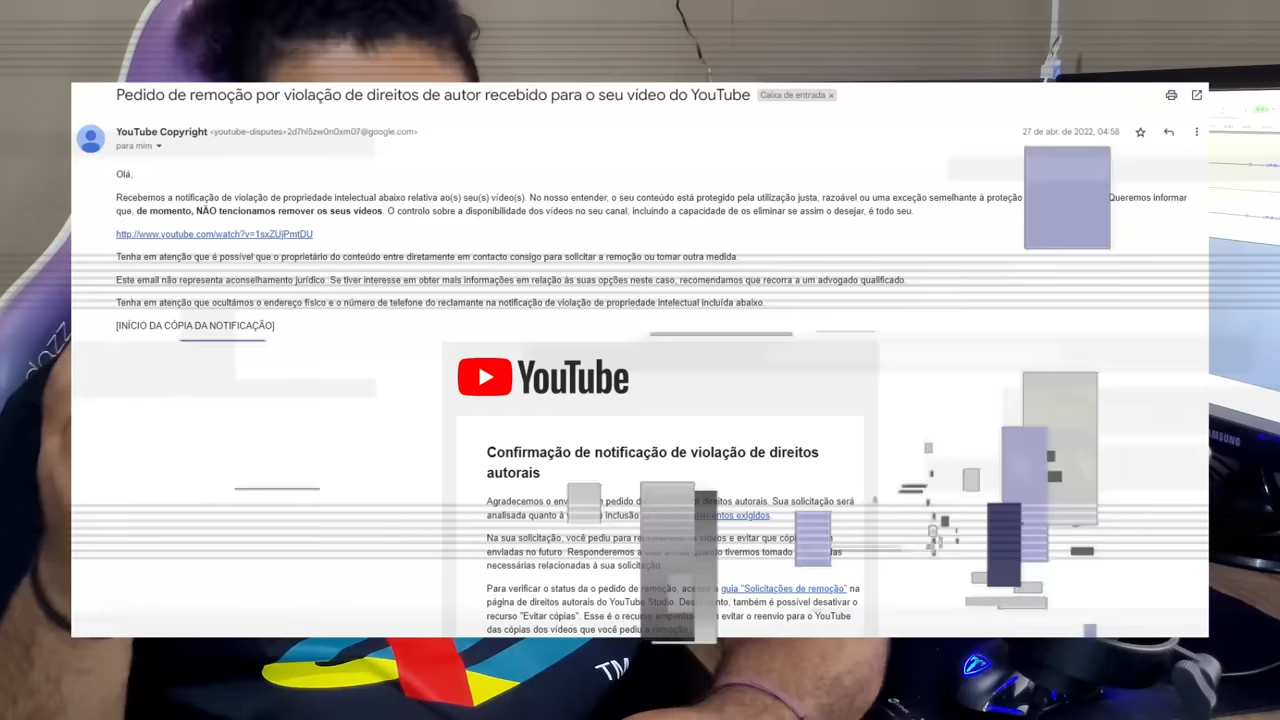 Pedido de remoção por violação de direitos de autor recebido para o seu vídeo do YouTube Caixa de entrada x
YouTube Copyright <youtube-disputes+2d7hl5zw0n0xm07@google.com> 27 de abr. de 2022, 04:58
para mim
Olá,
Recebemos a notificação de violação de propriedade intelectual abaixo relativa ao(s) seu(s) vídeo(s). No nosso entender, o seu conteúdo está protegido pela utilização justa, razoável ou uma exceção semelhante à proteção Queremos informar
que, de momento, NÃO tencionamos remover os seus vídeos. O controlo sobre a disponibilidade dos vídeos no seu canal, incluindo a capacidade de os eliminar se assim o desejar, é todo seu.
http://www.youtube.com/watch?v=1sxZUjPmtDU
Tenha em atenção que é possível que o proprietário do conteúdo entre diretamente em contacto consigo para solicitar a remoção ou tomar outra medida.
Este email não representa aconselhamento jurídico. Se tiver interesse em obter mais informações em relação às suas opções neste caso, recomendamos que recorra a um advogado qualificado.
Tenha em atenção que ocultámos o endereço físico e o número de telefone do reclamante na notificação de violação de propriedade intelectual incluída abaixo.
[INÍCIO DA CÓPIA DA NOTIFICAÇÃO]
YouTube
Confirmação de notificação de violação de direitos
autorais
Agradecemos o pedido direitos autorais. Sua solicitação será
analisada quanto à inclusão exigidos.
Na sua solicitação, você pediu para vídeos e evitar que
enviadas no futuro. Responderemos a quando tivermos tomado
necessárias relacionadas à sua solicitação.
Para verificar o status da o pedido de remoção, a guia "Solicitações de remoção" na
página de direitos autorais do YouTube Studio. também é possível desativar o
recurso "Evitar cópias". Esse é o recurso evitar o reenvio para o YouTube
das cópias dos vídeos que você pediu a remoção.
SAMSUNG
TM